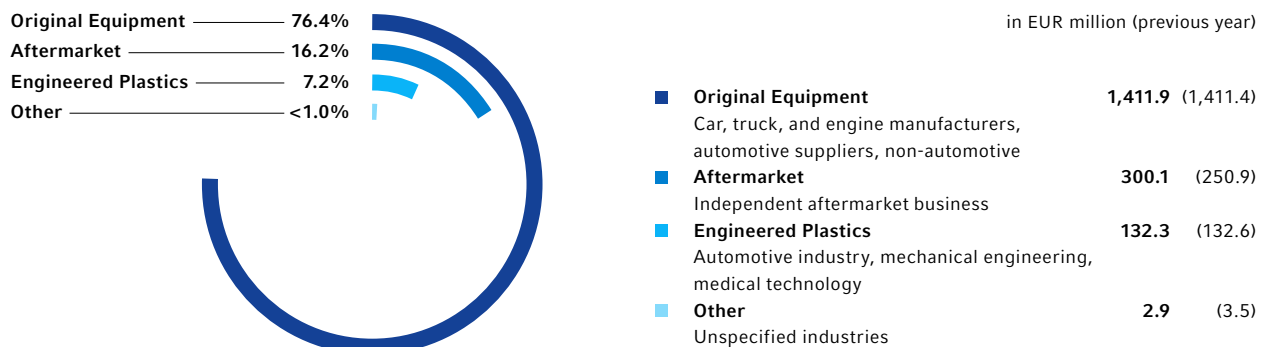 Original Equipment 76.4%
Aftermarket 16.2%
Engineered Plastics 7.2%
Other <1.0%
in EUR million (previous year)
Original Equipment 1,411.9 (1,411.4)
Car, truck, and engine manufacturers,
automotive suppliers, non-automotive
Aftermarket 300.1 (250.9)
Independent aftermarket business
Engineered Plastics 132.3 (132.6)
Automotive industry, mechanical engineering,
medical technology
Other 2.9 (3.5)
Unspecified industries